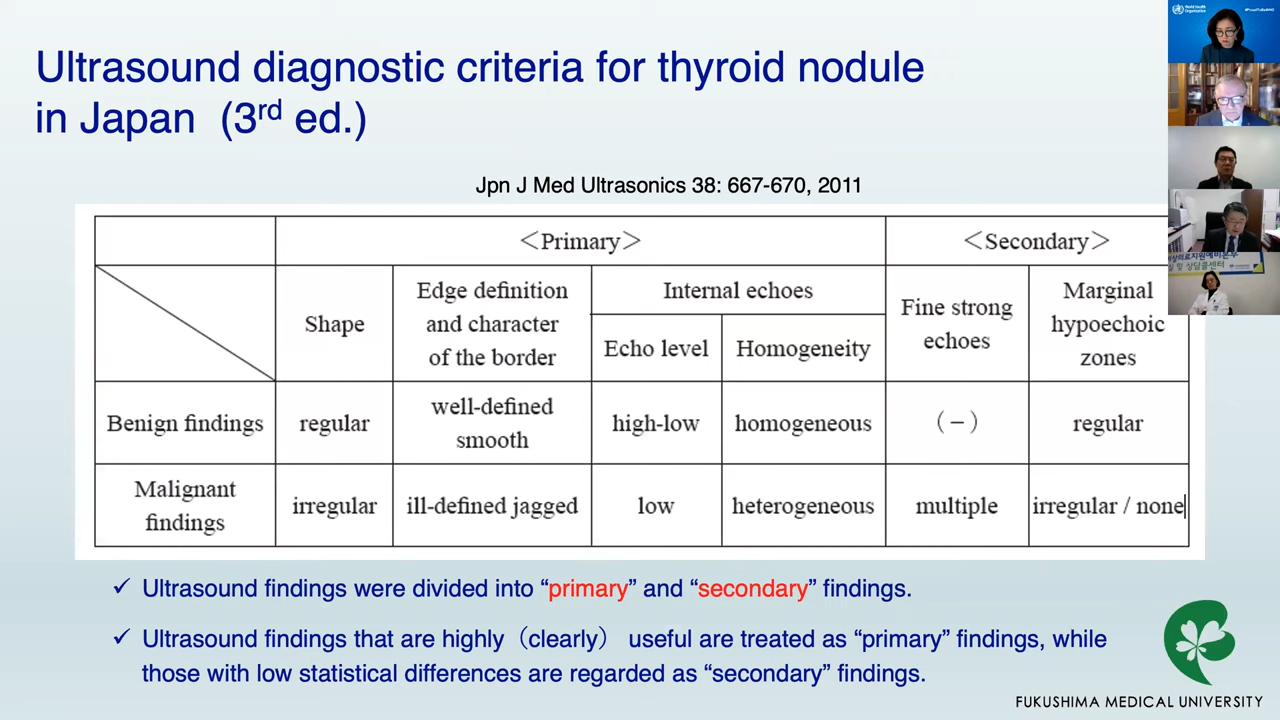 World Health Organization
#ProudToBeWHO
Ultrasound diagnostic criteria for thyroid nodule
in Japan (3rd ed.)
Jpn J Med Ultrasonics 38: 667-670, 2011
<Primary>
<Secondary>
Shape
Edge definition
and character
of the border
Internal echoes
Echo level
Homogeneity
Fine strong
echoes
Marginal
hypoechoic
zones
Benign findings
regular
well-defined
smooth
high-low
homogeneous
(−)
regular
Malignant
findings
irregular
ill-defined jagged
low
heterogeneous
multiple
irregular / none
✓ Ultrasound findings were divided into “primary” and “secondary” findings.
✓ Ultrasound findings that are highly（clearly） useful are treated as “primary” findings, while
those with low statistical differences are regarded as “secondary” findings.
FUKUSHIMA MEDICAL UNIVERSITY